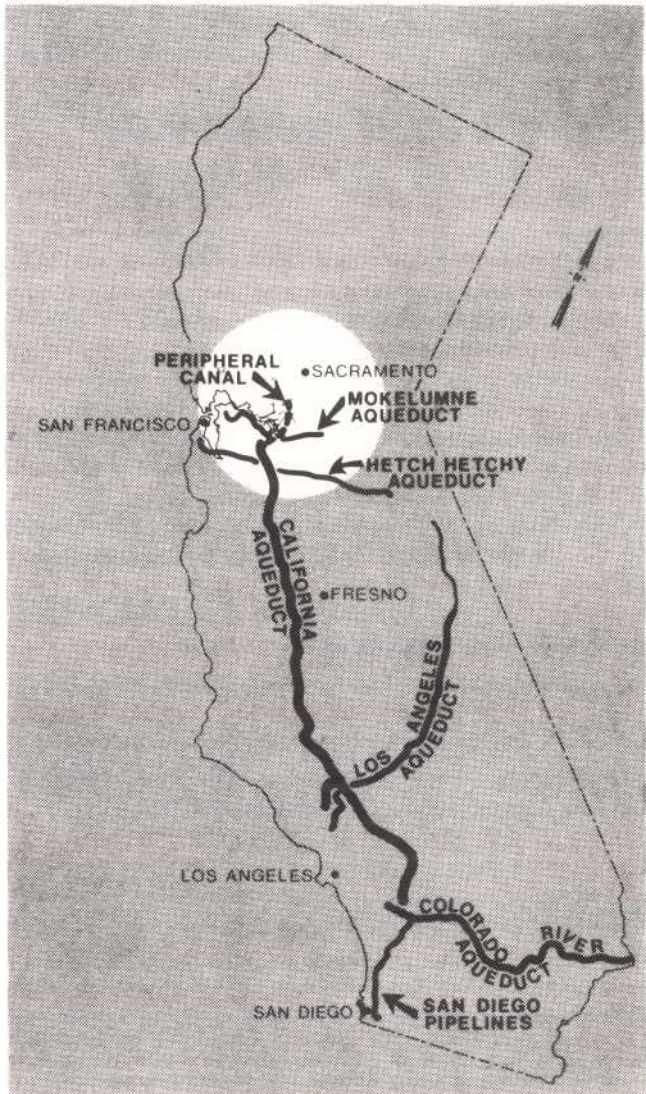 PERIPHERAL
CANAL
SACRAMENTO
MOKELUMNE
AQUEDUCT
SAN FRANCISCO
HETCH HETCHY
AQUEDUCT
CALIFORNIA
AQUEDUCT
FRESNO
LOS ANGELES
AQUEDUCT
LOS ANGELES
COLORADO RIVER
AQUEDUCT
SAN DIEGO
SAN DIEGO
PIPELINES